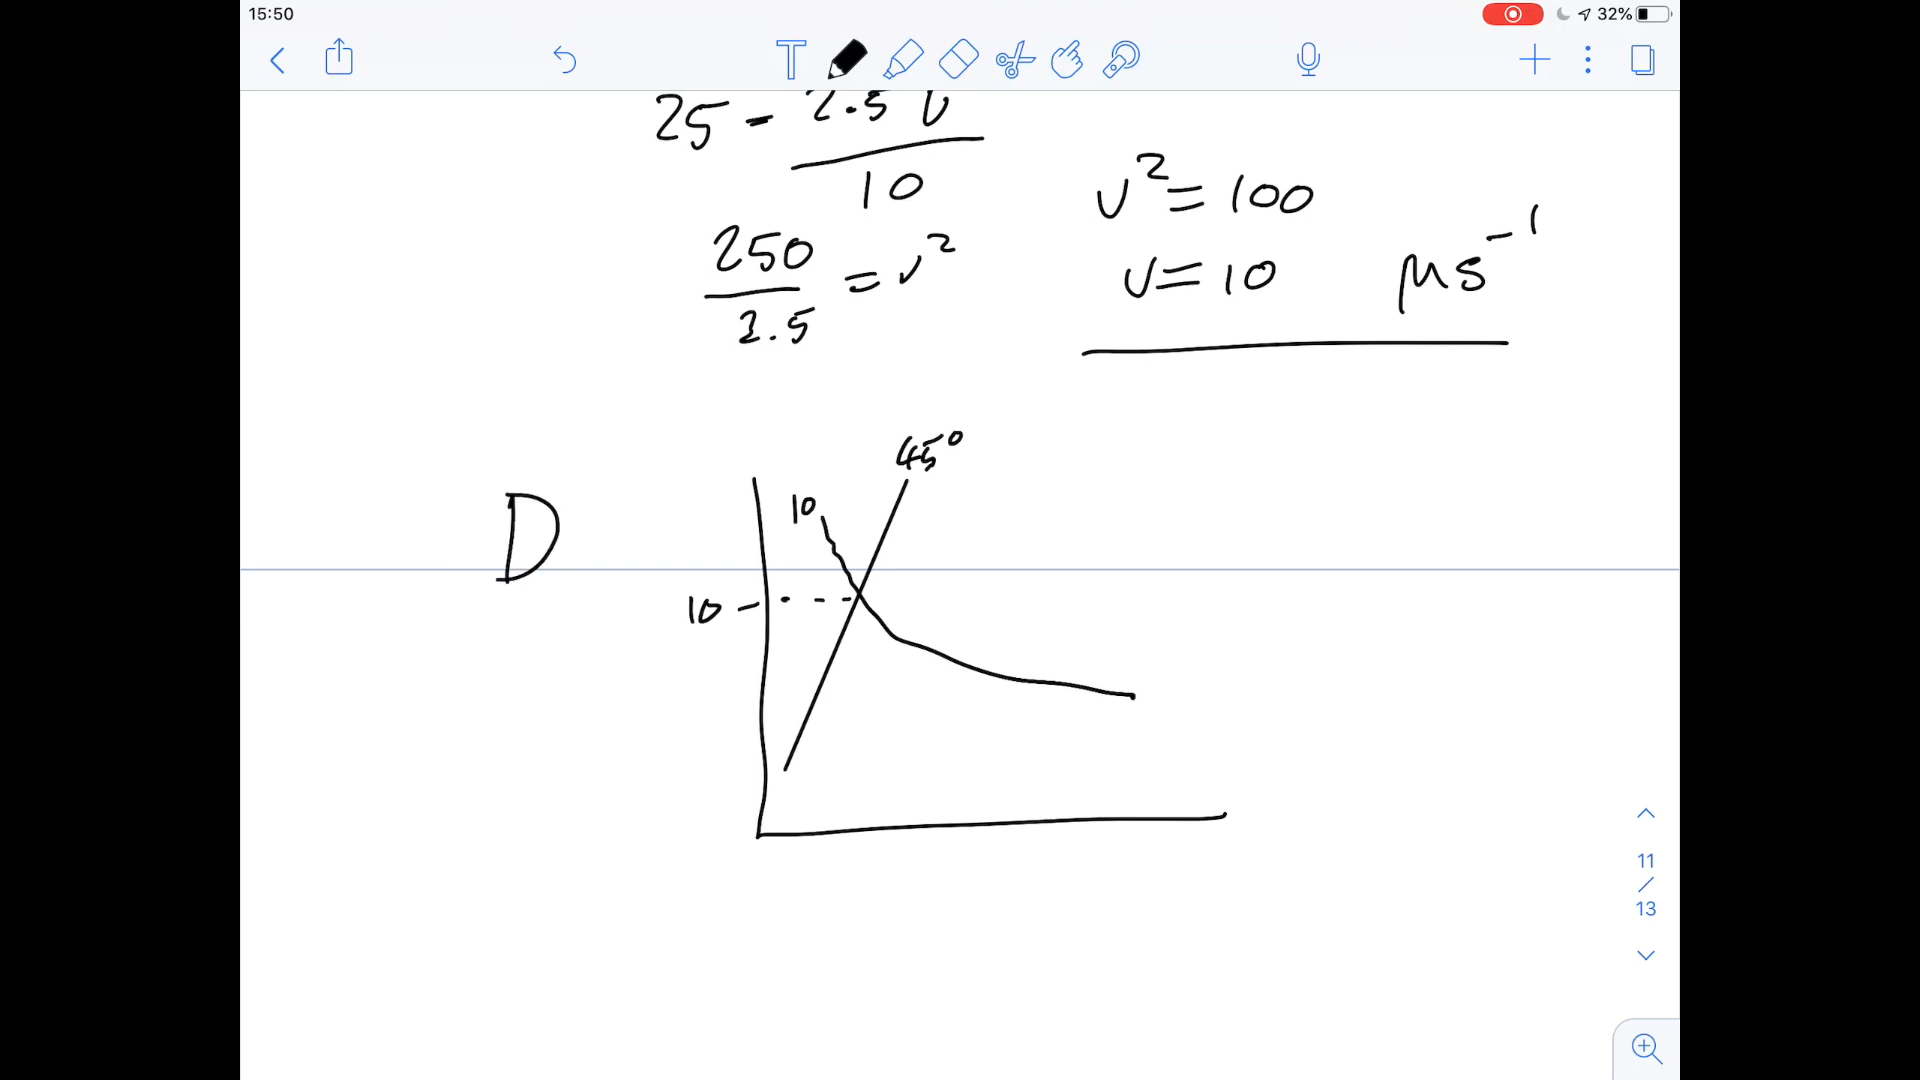 15:50
32%
T
25 - 2.5 v
10
250
2.5
= v²
v² = 100
v = 10 μs⁻¹
45°
D
10
10
11
/
13